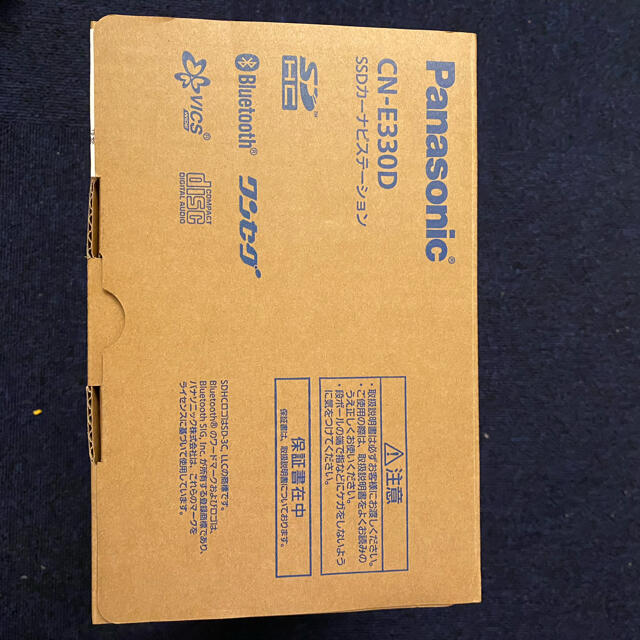 Panasonic®
CN-E330D
SSDカーナビステーション
SD HC ™
Bluetooth®
ワンセグ
VICS®
COMPACT
disc
DIGITAL AUDIO
注意
・取扱説明書は必ずお客様にお渡しください。
・ご使用の際は、取扱説明書をよくお読みの
うえ正しくお使いください。
・段ボールの端で指などにケガをしないよう
に気をつけてください。
保証書在中
保証書は、取扱説明書についております。
SDHCロゴはSD-3C, LLCの商標です。
Bluetooth®のワードマークおよびロゴは、
Bluetooth SIG, Inc.が所有する登録商標であり、
パナソニック株式会社は、これらのマークを
ライセンスに基づいて使用しています。